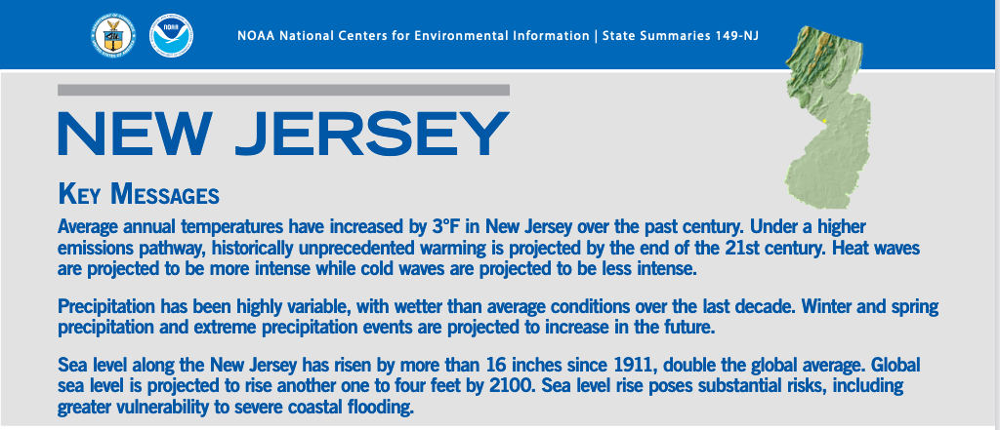 NOAA
NOAA National Centers for Environmental Information | State Summaries 149-NJ
NEW JERSEY
KEY MESSAGES
Average annual temperatures have increased by 3°F in New Jersey over the past century. Under a higher
emissions pathway, historically unprecedented warming is projected by the end of the 21st century. Heat waves
are projected to be more intense while cold waves are projected to be less intense.
Precipitation has been highly variable, with wetter than average conditions over the last decade. Winter and spring
precipitation and extreme precipitation events are projected to increase in the future.
Sea level along the New Jersey has risen by more than 16 inches since 1911, double the global average. Global
sea level is projected to rise another one to four feet by 2100. Sea level rise poses substantial risks, including
greater vulnerability to severe coastal flooding.